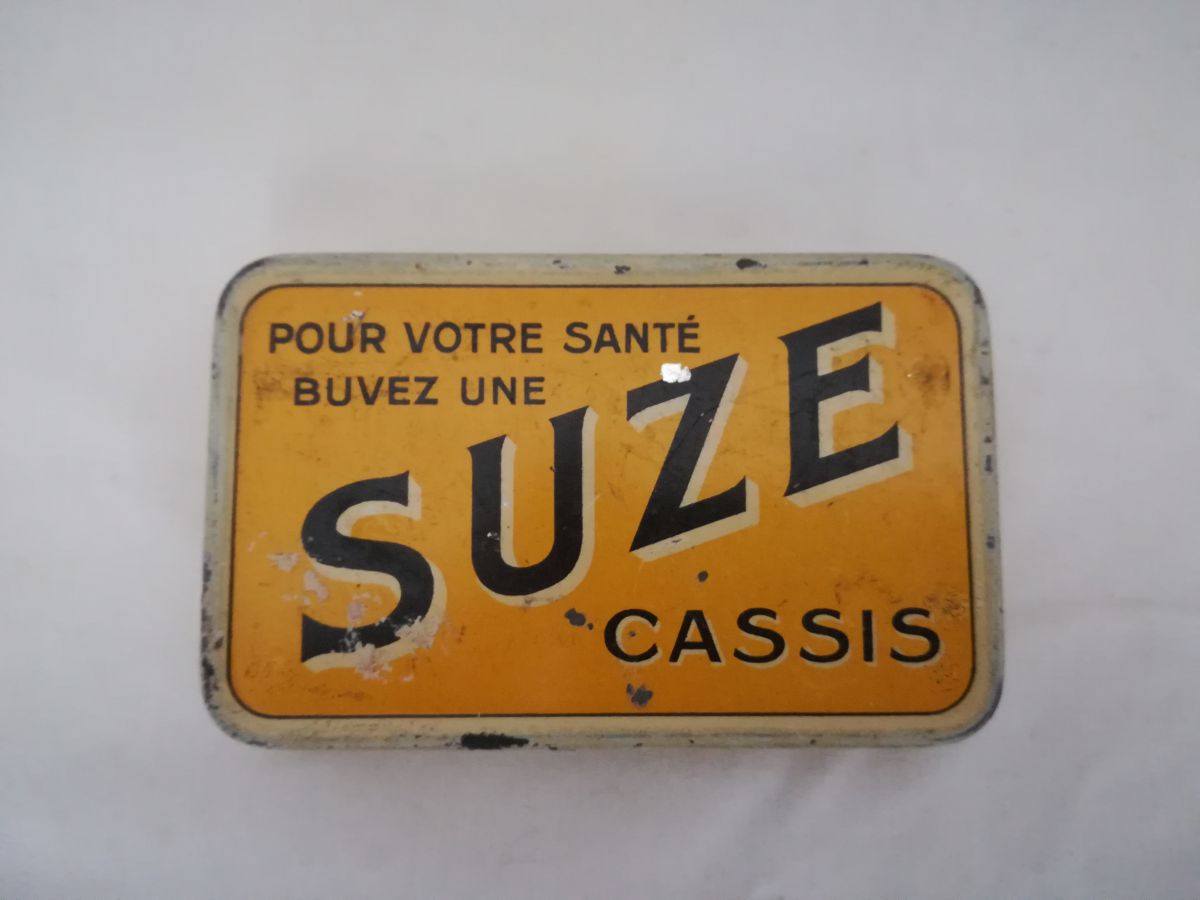 POUR VOTRE SANTÉ
BUVEZ UNE
SUZE
CASSIS